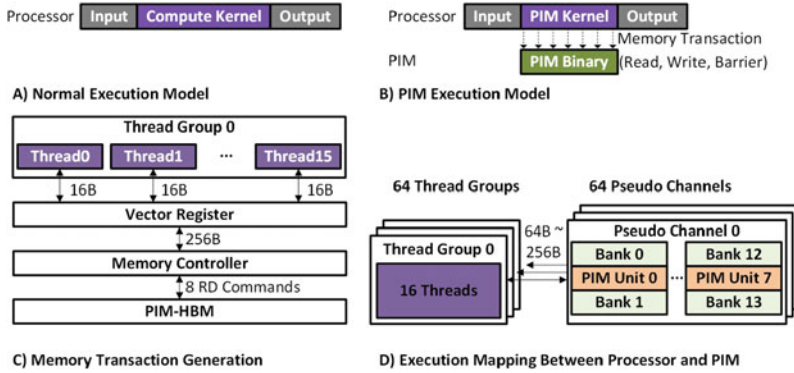 Processor Input Compute Kernel Output
A) Normal Execution Model
Processor Input PIM Kernel Output
Memory Transaction
PIM PIM Binary (Read, Write, Barrier)
B) PIM Execution Model
Thread Group 0
Thread0 Thread1 ... Thread15
16B 16B 16B
Vector Register
256B
Memory Controller
8 RD Commands
PIM-HBM
C) Memory Transaction Generation
64 Thread Groups 64 Pseudo Channels
64B ~
256B
Thread Group 0
16 Threads
Pseudo Channel 0
Bank 0 Bank 12
PIM Unit 0 ... PIM Unit 7
Bank 1 Bank 13
D) Execution Mapping Between Processor and PIM